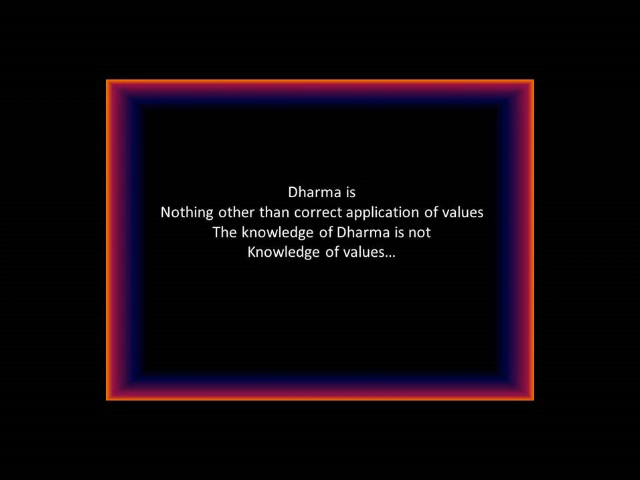 Dharma is
Nothing other than correct application of values
The knowledge of Dharma is not
Knowledge of values...